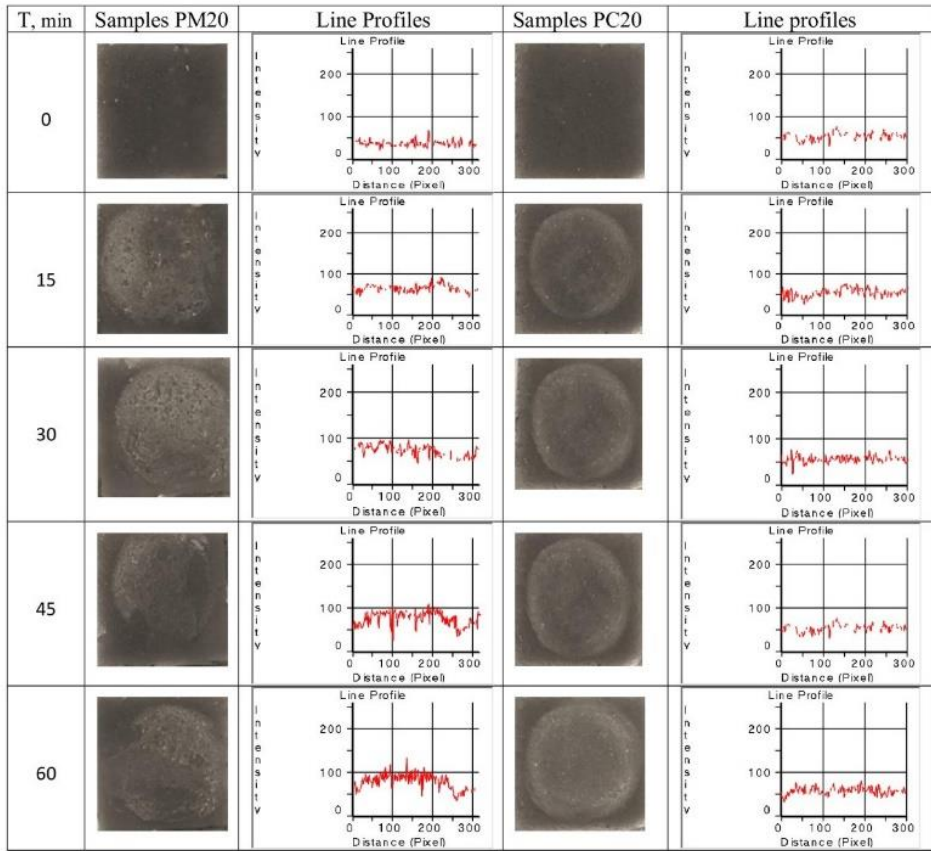 T, min Samples PM20 Line Profiles Samples PC20 Line profiles
0
Line Profile
Intensity
200
100
0
0 100 200 300
Distance (Pixel)
Line Profile
Intensity
200
100
0
0 100 200 300
Distance (Pixel)
15
Line Profile
Intensity
200
100
0
0 100 200 300
Distance (Pixel)
Line Profile
Intensity
200
100
0
0 100 200 300
Distance (Pixel)
30
Line Profile
Intensity
200
100
0
0 100 200 300
Distance (Pixel)
Line Profile
Intensity
200
100
0
0 100 200 300
Distance (Pixel)
45
Line Profile
Intensity
200
100
0
0 100 200 300
Distance (Pixel)
Line Profile
Intensity
200
100
0
0 100 200 300
Distance (Pixel)
60
Line Profile
Intensity
200
100
0
0 100 200 300
Distance (Pixel)
Line Profile
Intensity
200
100
0
0 100 200 300
Distance (Pixel)